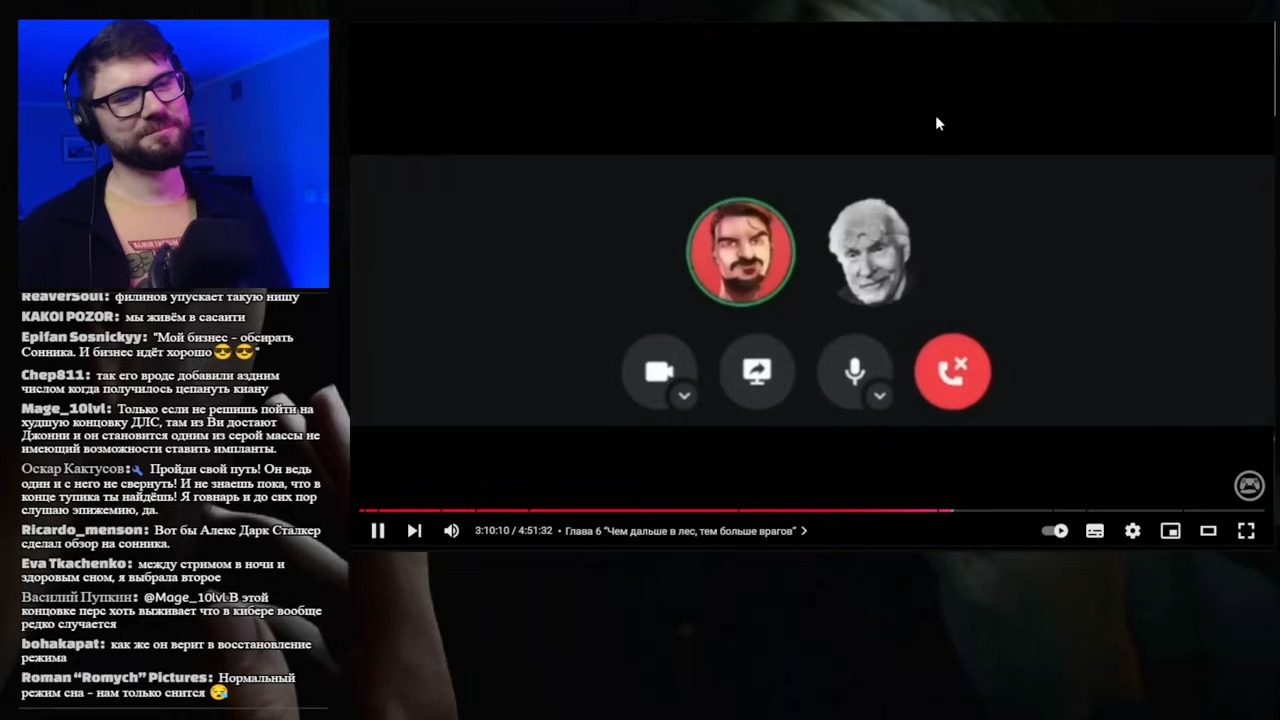 ReaverSoul: филинов упускает такую нишу
KAKOI POZOR: мы живём в сасаити
Epifan Sosnickyy: "Мой бизнес - обсирать
Сонника. И бизнес идёт хорошо😎😎"
Chep811: так его вроде добавили аздним
числом когда получилось цепануть киану
Mage_10lvl: Только если не решишь пойти на
худшую концовку ДЛС, там из Ви достают
Джонни и он становится одним из серой массы не
имеющий возможности ставить импланты.
Оскар Кактусов: Пройди свой путь! Он ведь
один и с него не свернуть! И не знаешь пока, что в
конце тупика ты найдёшь! Я говнарь и до сих пор
слушаю эпижемию, да.
Ricardo_menson: Вот бы Алекс Дарк Сталкер
сделал обзор на сонника.
Eva Tkachenko: между стримом в ночи и
здоровым сном, я выбрала второе
Василий Пупкин: @Mage_10lvl В этой
концовке перс хоть выживает что в кибере вообще
редко случается
bohakapat: как же он верит в восстановление
режима
Roman “Romych” Pictures: Нормальный
режим сна - нам только снится 😪
3:10:10 / 4:51:32 • Глава 6 “Чем дальше в лес, тем больше врагов”